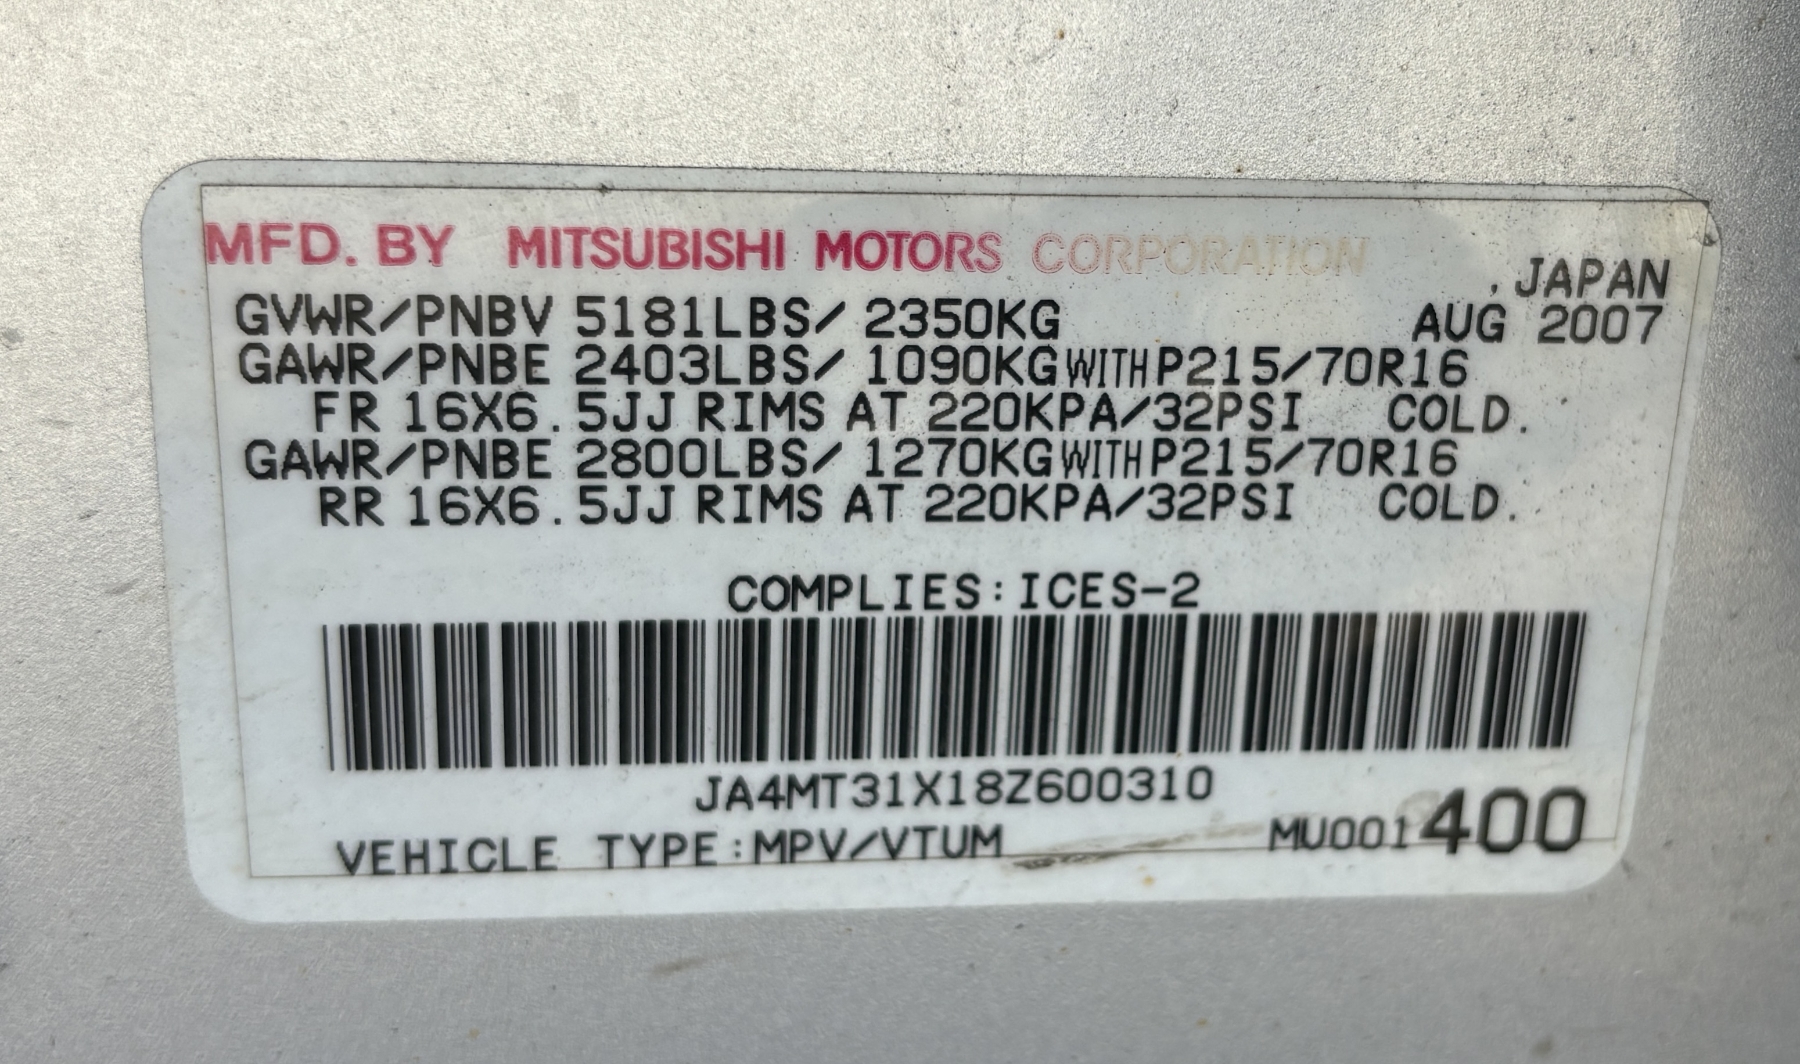 MFD. BY MITSUBISHI MOTORS CORPORATION
, JAPAN
GVWR/PNBV 5181LBS/ 2350KG AUG 2007
GAWR/PNBE 2403LBS/ 1090KG WITH P215/70R16
FR 16X6.5JJ RIMS AT 220KPA/32PSI COLD.
GAWR/PNBE 2800LBS/ 1270KG WITH P215/70R16
RR 16X6.5JJ RIMS AT 220KPA/32PSI COLD.
COMPLIES:ICES-2
JA4MT31X18Z600310
VEHICLE TYPE:MPV/VTUM MU001400